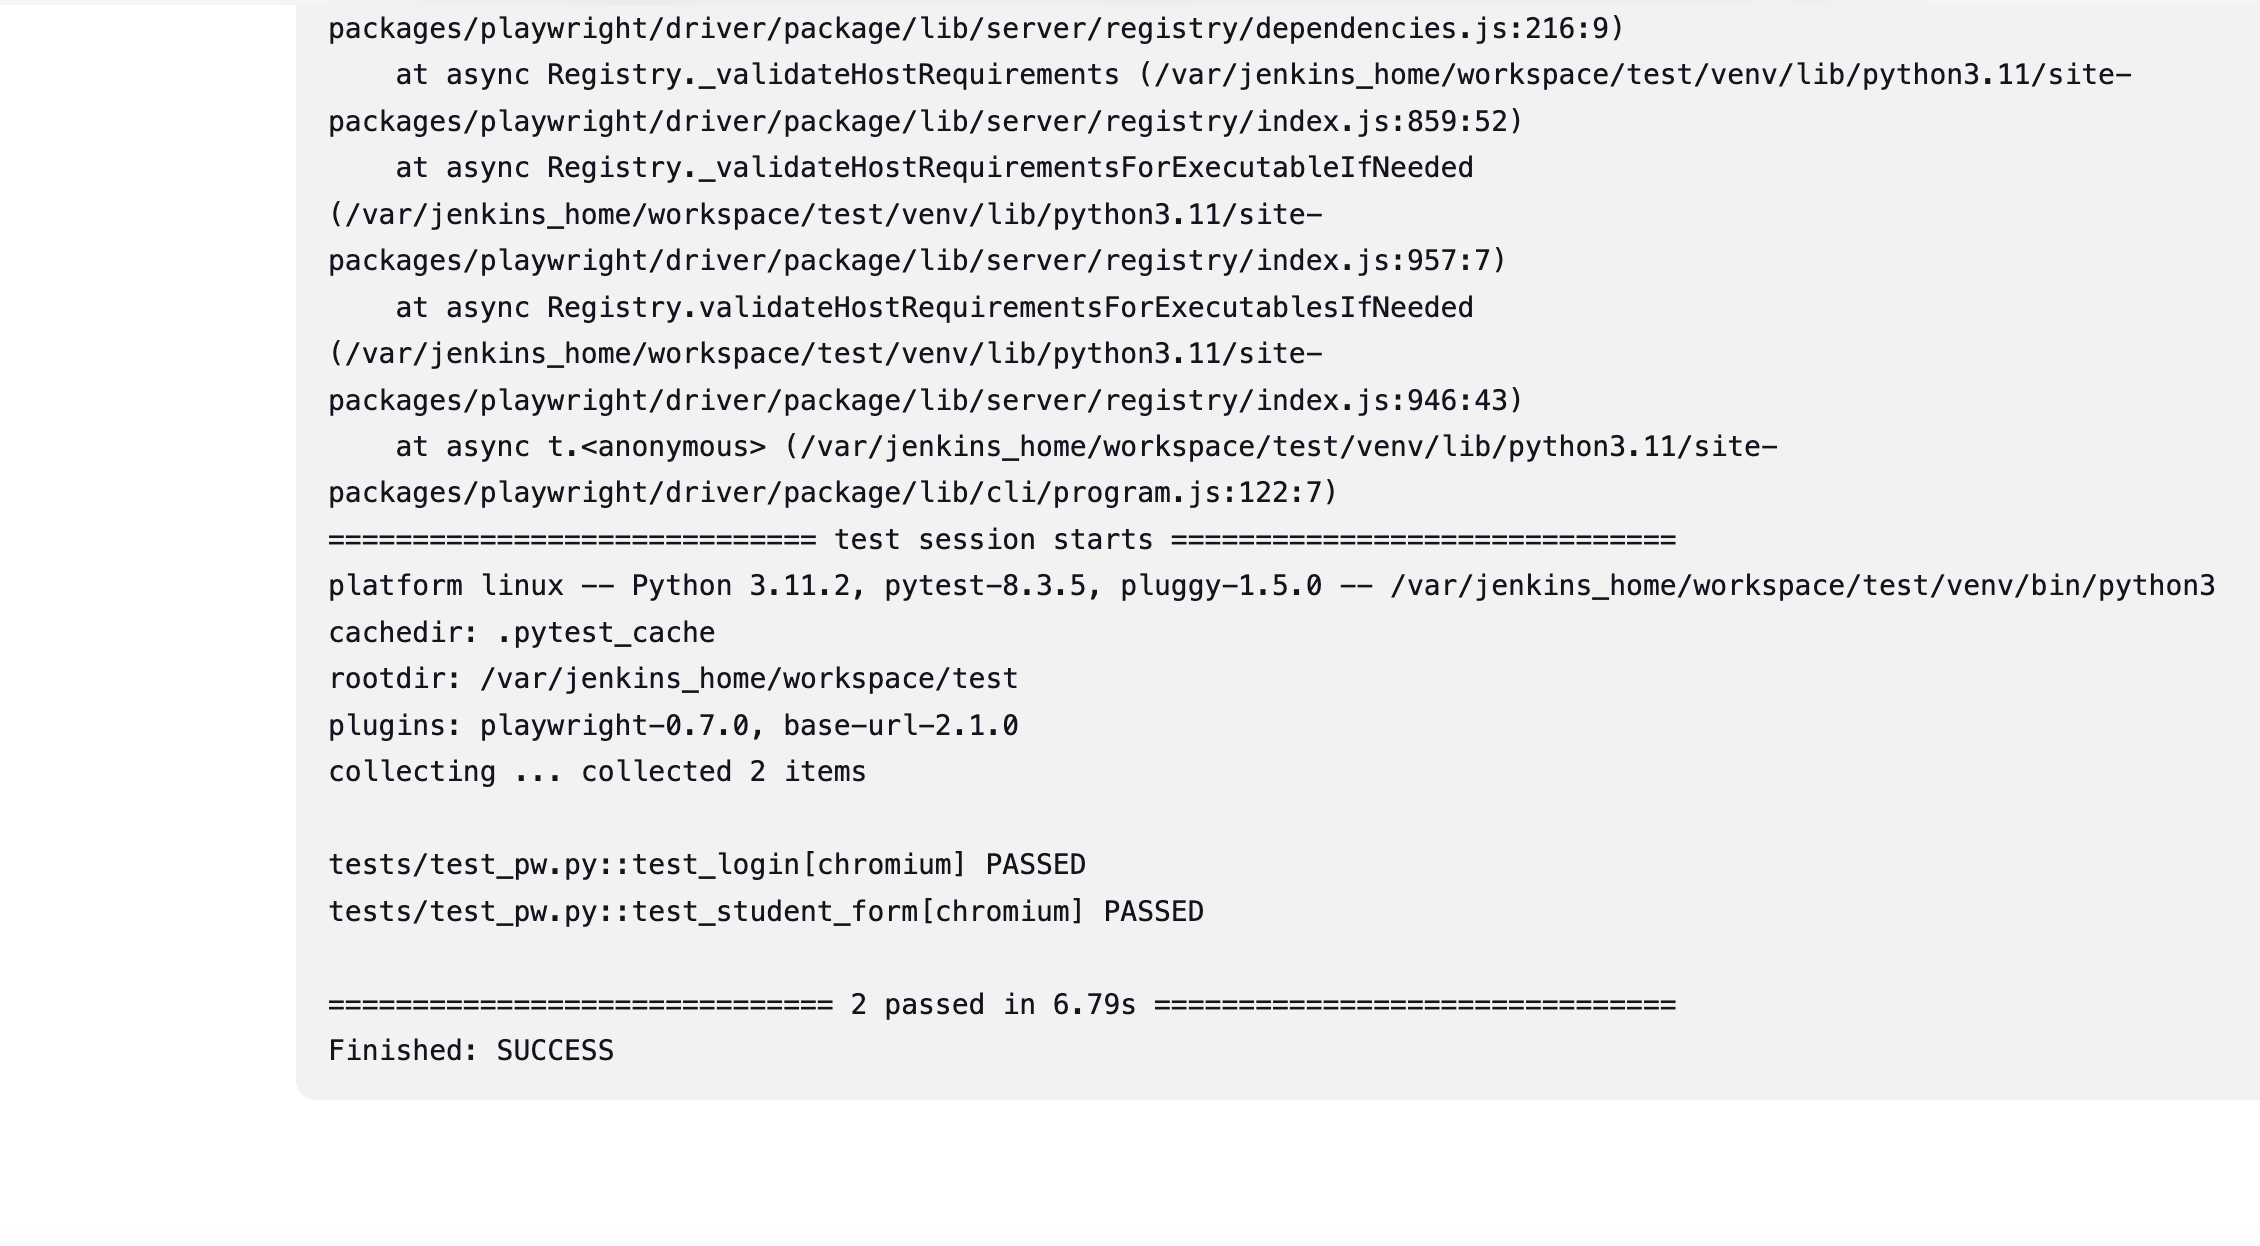 packages/playwright/driver/package/lib/server/registry/dependencies.js:216:9)
    at async Registry._validateHostRequirements (/var/jenkins_home/workspace/test/venv/lib/python3.11/site-
packages/playwright/driver/package/lib/server/registry/index.js:859:52)
    at async Registry._validateHostRequirementsForExecutableIfNeeded
(/var/jenkins_home/workspace/test/venv/lib/python3.11/site-
packages/playwright/driver/package/lib/server/registry/index.js:957:7)
    at async Registry.validateHostRequirementsForExecutablesIfNeeded
(/var/jenkins_home/workspace/test/venv/lib/python3.11/site-
packages/playwright/driver/package/lib/server/registry/index.js:946:43)
    at async t.<anonymous> (/var/jenkins_home/workspace/test/venv/lib/python3.11/site-
packages/playwright/driver/package/lib/cli/program.js:122:7)
============================= test session starts ==============================
platform linux -- Python 3.11.2, pytest-8.3.5, pluggy-1.5.0 -- /var/jenkins_home/workspace/test/venv/bin/python3
cachedir: .pytest_cache
rootdir: /var/jenkins_home/workspace/test
plugins: playwright-0.7.0, base-url-2.1.0
collecting ... collected 2 items

tests/test_pw.py::test_login[chromium] PASSED
tests/test_pw.py::test_student_form[chromium] PASSED

============================== 2 passed in 6.79s ===============================
Finished: SUCCESS